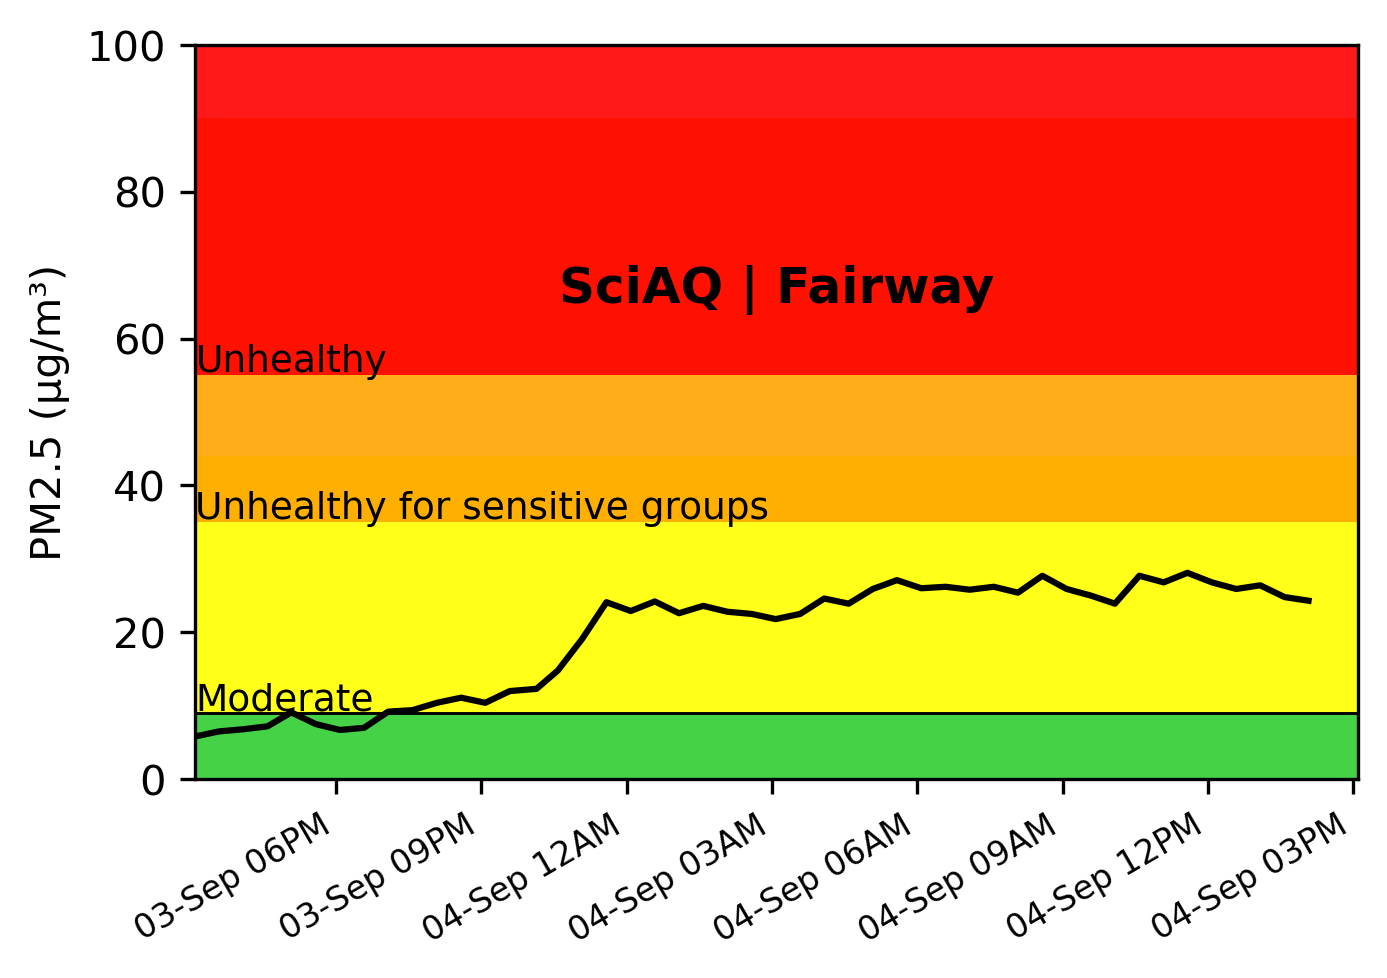 100
80
60
40
20
0
PM2.5 (μg/m³)
SciAQ | Fairway
Unhealthy
Unhealthy for sensitive groups
Moderate
03-Sep 06PM
03-Sep 09PM
04-Sep 12AM
04-Sep 03AM
04-Sep 06AM
04-Sep 09AM
04-Sep 12PM
04-Sep 03PM